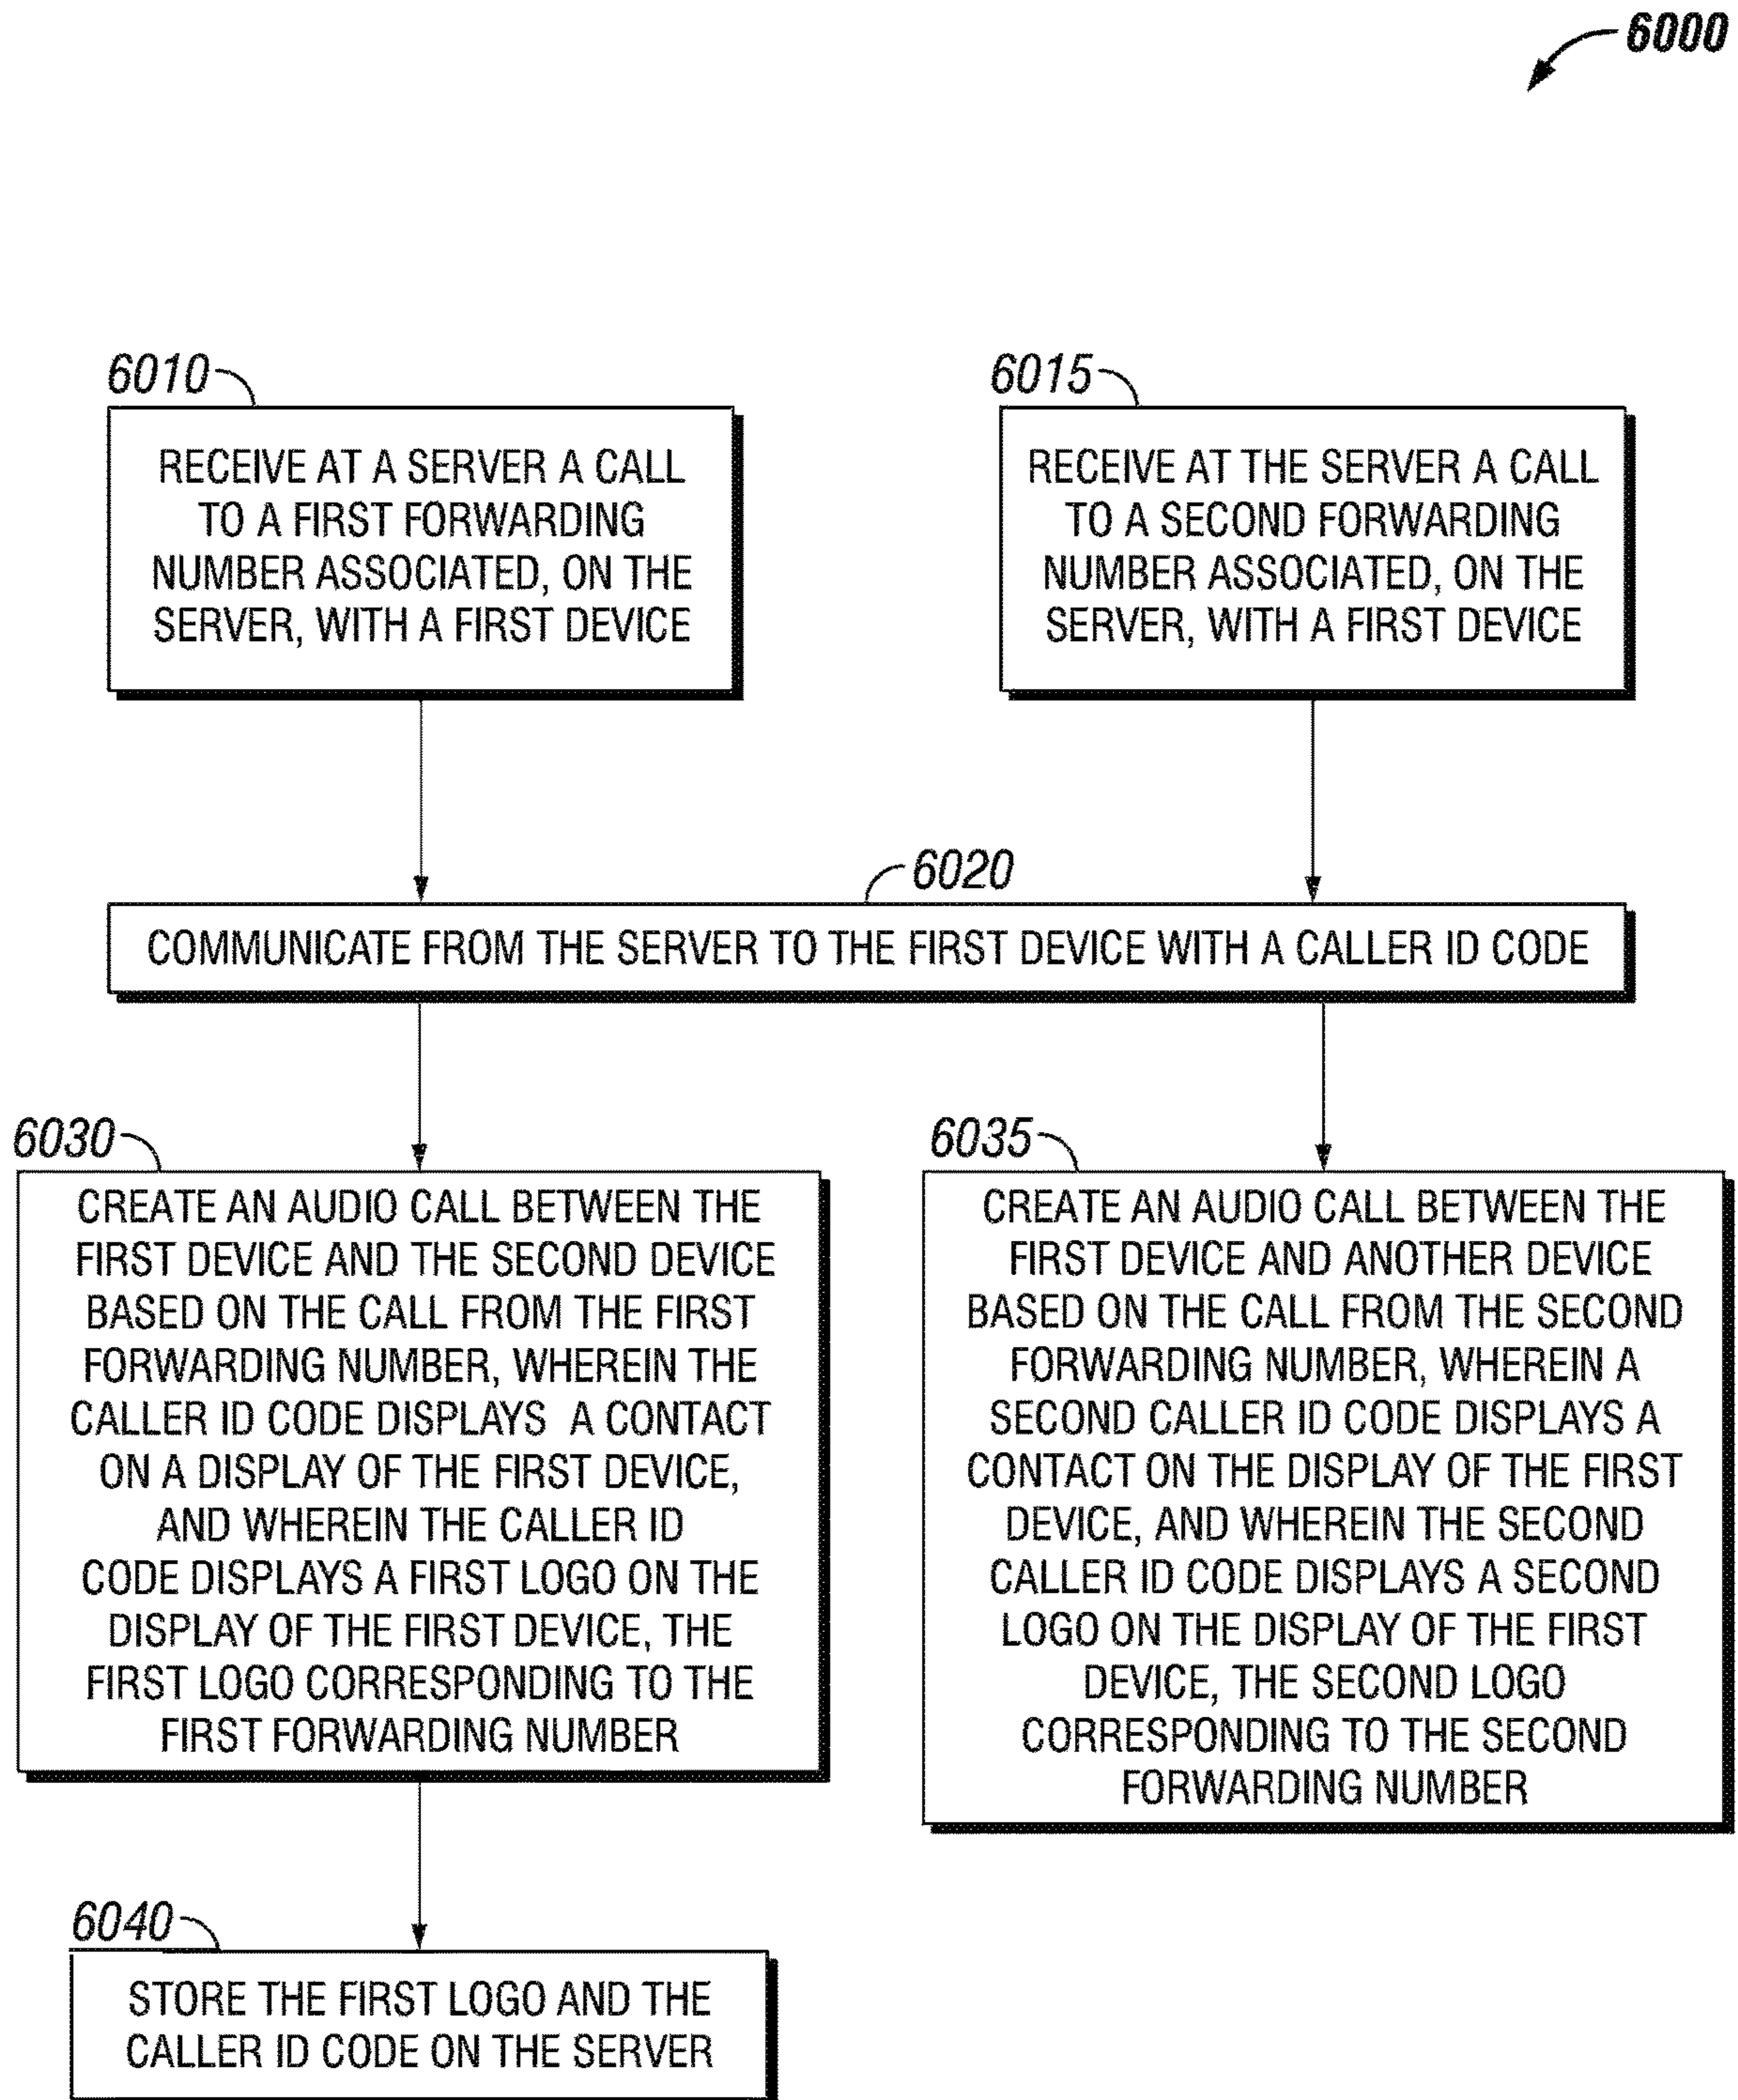 6000
6010
RECEIVE AT A SERVER A CALL
TO A FIRST FORWARDING
NUMBER ASSOCIATED, ON THE
SERVER, WITH A FIRST DEVICE
6015
RECEIVE AT THE SERVER A CALL
TO A SECOND FORWARDING
NUMBER ASSOCIATED, ON THE
SERVER, WITH A FIRST DEVICE
6020
COMMUNICATE FROM THE SERVER TO THE FIRST DEVICE WITH A CALLER ID CODE
6030
CREATE AN AUDIO CALL BETWEEN THE
FIRST DEVICE AND THE SECOND DEVICE
BASED ON THE CALL FROM THE FIRST
FORWARDING NUMBER, WHEREIN THE
CALLER ID CODE DISPLAYS A CONTACT
ON A DISPLAY OF THE FIRST DEVICE,
AND WHEREIN THE CALLER ID
CODE DISPLAYS A FIRST LOGO ON THE
DISPLAY OF THE FIRST DEVICE, THE
FIRST LOGO CORRESPONDING TO THE
FIRST FORWARDING NUMBER
6035
CREATE AN AUDIO CALL BETWEEN THE
FIRST DEVICE AND ANOTHER DEVICE
BASED ON THE CALL FROM THE SECOND
FORWARDING NUMBER, WHEREIN A
SECOND CALLER ID CODE DISPLAYS A
CONTACT ON THE DISPLAY OF THE FIRST
DEVICE, AND WHEREIN THE SECOND
CALLER ID CODE DISPLAYS A SECOND
LOGO ON THE DISPLAY OF THE FIRST
DEVICE, THE SECOND LOGO
CORRESPONDING TO THE SECOND
FORWARDING NUMBER
6040
STORE THE FIRST LOGO AND THE
CALLER ID CODE ON THE SERVER